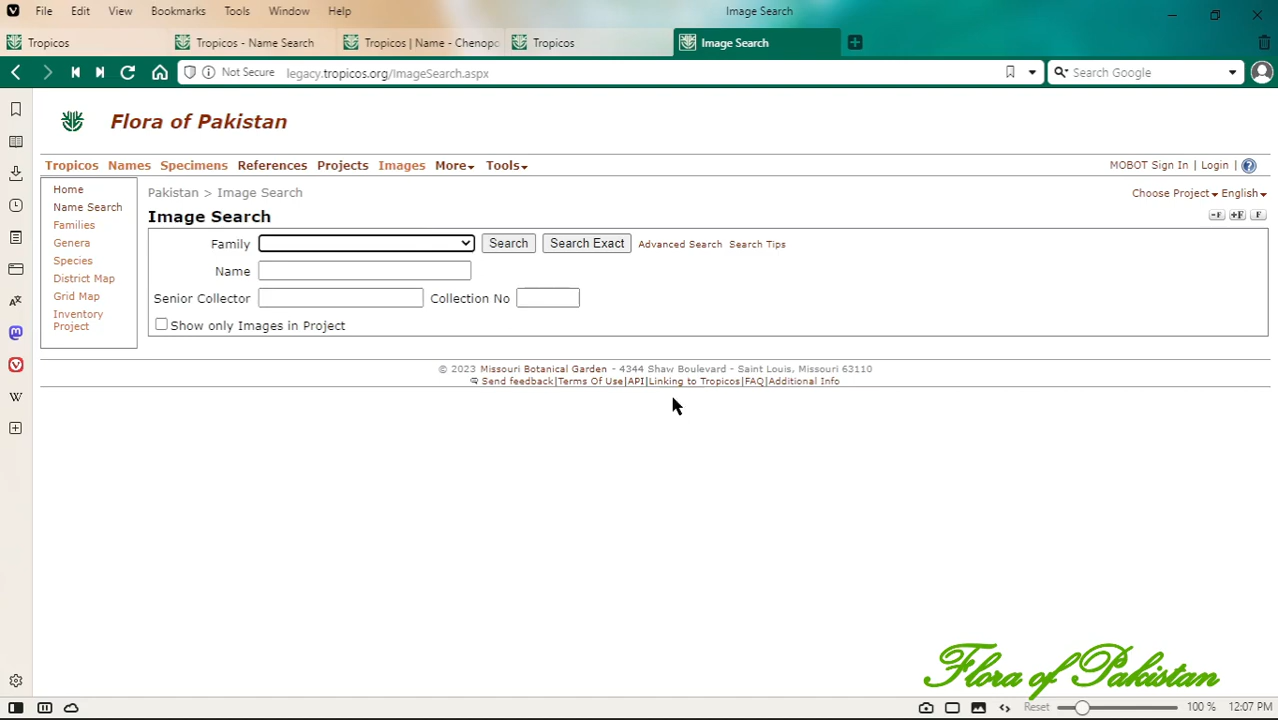 File Edit View Bookmarks Tools Window Help Image Search
Tropicos Tropicos - Name Search Tropicos | Name - Chenopo Tropicos Image Search
Not Secure legacy.tropicos.org/ImageSearch.aspx Search Google
Flora of Pakistan
Tropicos Names Specimens References Projects Images More Tools MOBOT Sign In | Login | ?
Home Pakistan > Image Search Choose Project English
Name Search Image Search -F +F F
Families
Genera Family Search Search Exact Advanced Search Search Tips
Species Name
District Map
Grid Map Senior Collector Collection No
Inventory
Project Show only Images in Project
© 2023 Missouri Botanical Garden - 4344 Shaw Boulevard - Saint Louis, Missouri 63110
Send feedback|Terms Of Use|API|Linking to Tropicos|FAQ|Additional Info
Flora of Pakistan
Reset 100 % 12:07 PM